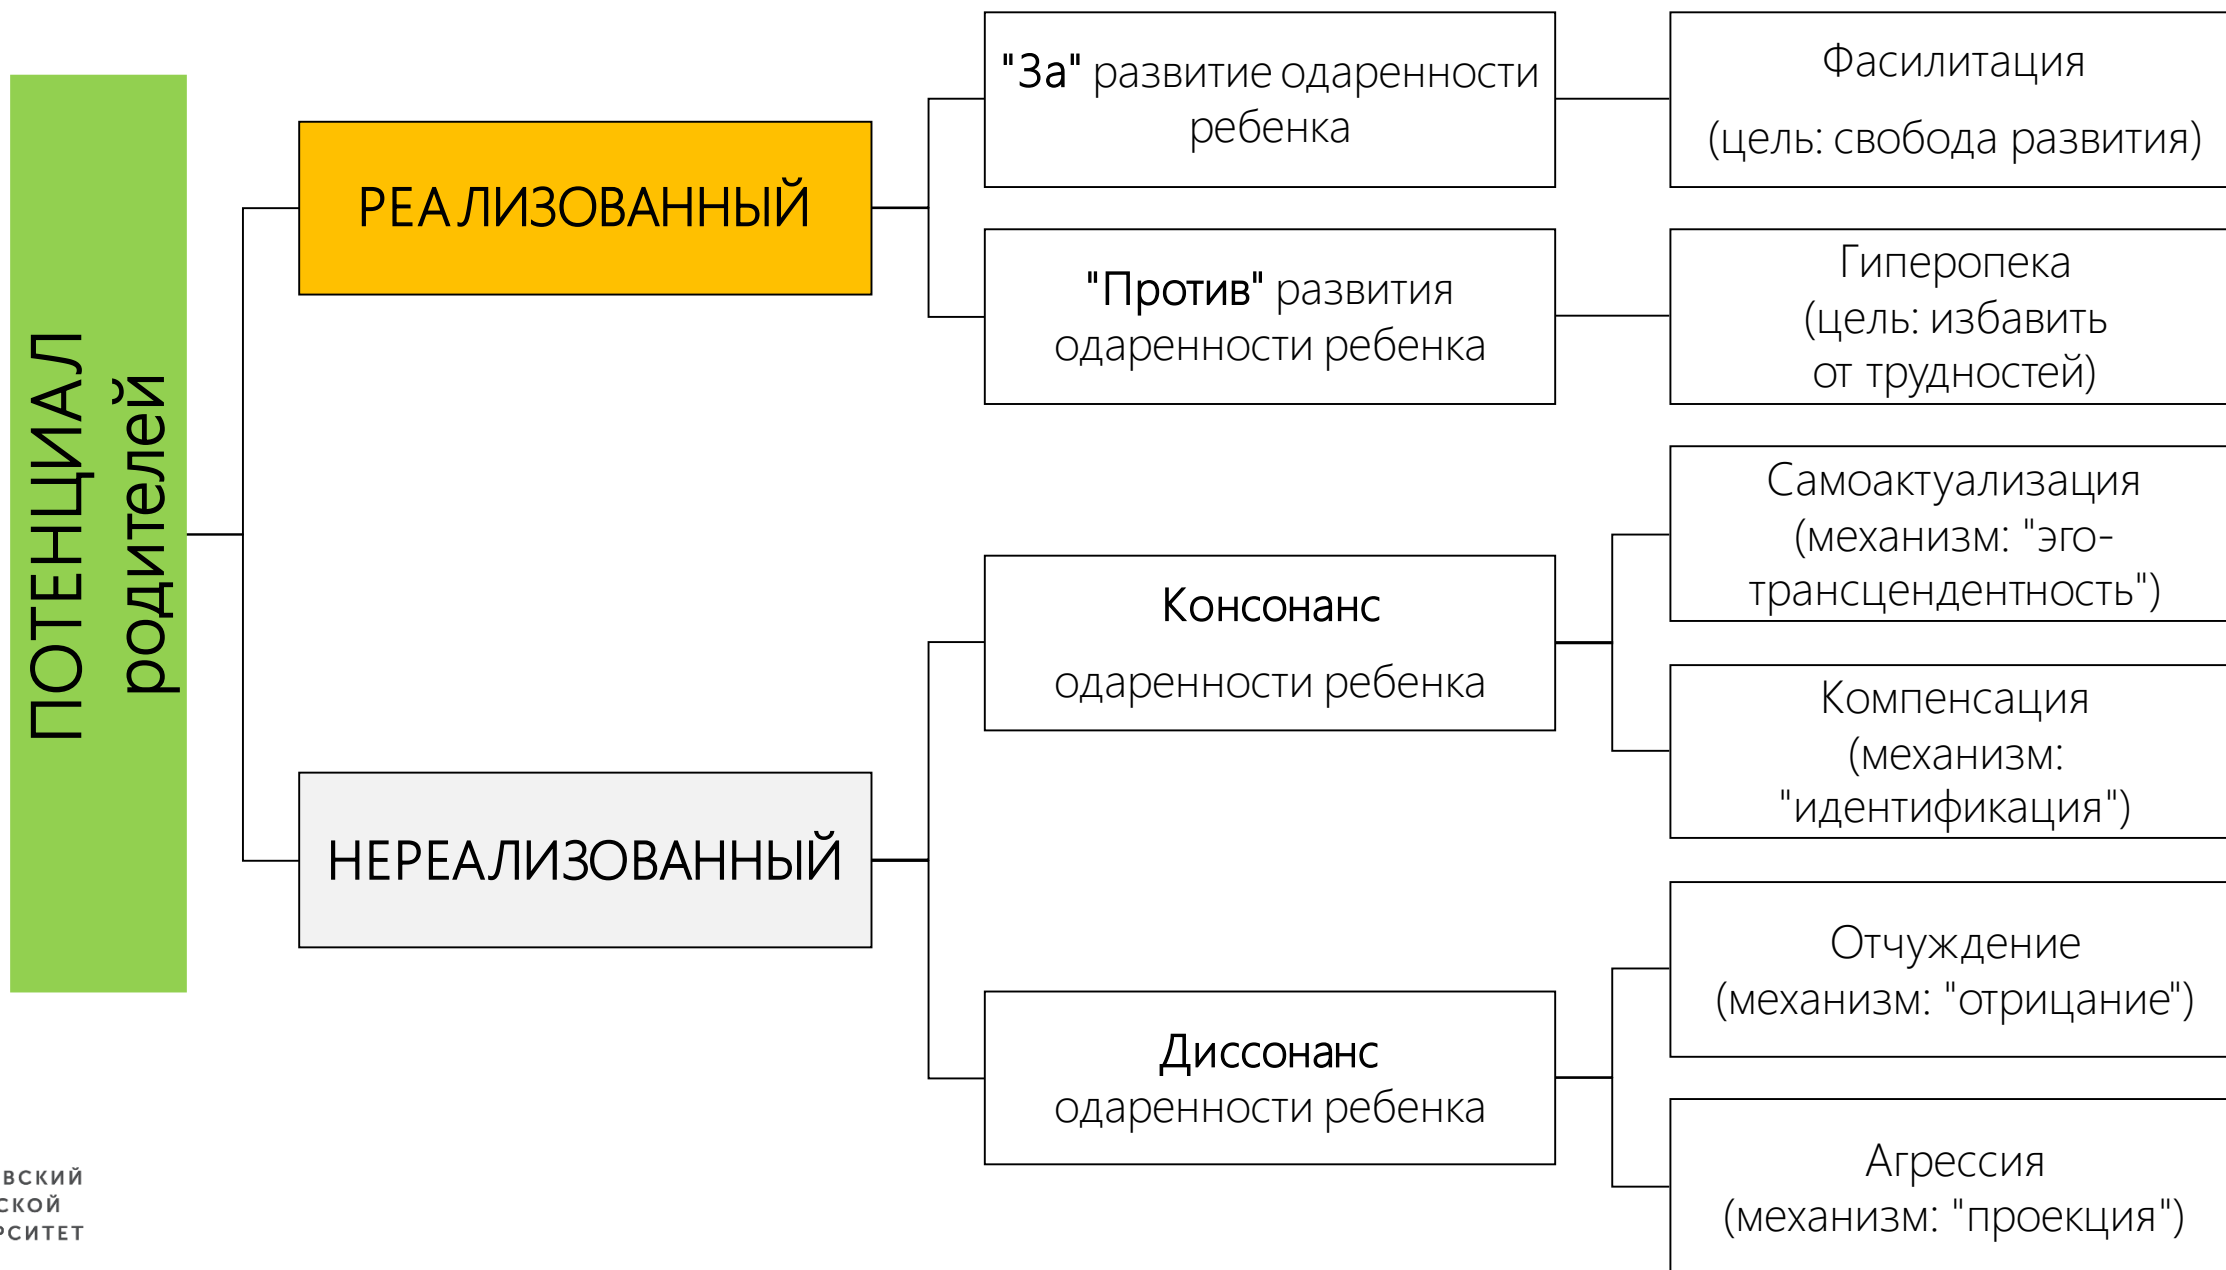 ПОТЕНЦИАЛ
родителей
РЕАЛИЗОВАННЫЙ
"За" развитие одаренности
ребенка
Фасилитация
(цель: свобода развития)
"Против" развития
одаренности ребенка
Гиперопека
(цель: избавить
от трудностей)
НЕРЕАЛИЗОВАННЫЙ
Консонанс
одаренности ребенка
Самоактуализация
(механизм: "эго-
трансцендентность")
Компенсация
(механизм:
"идентификация")
Диссонанс
одаренности ребенка
Отчуждение
(механизм: "отрицание")
Агрессия
(механизм: "проекция")